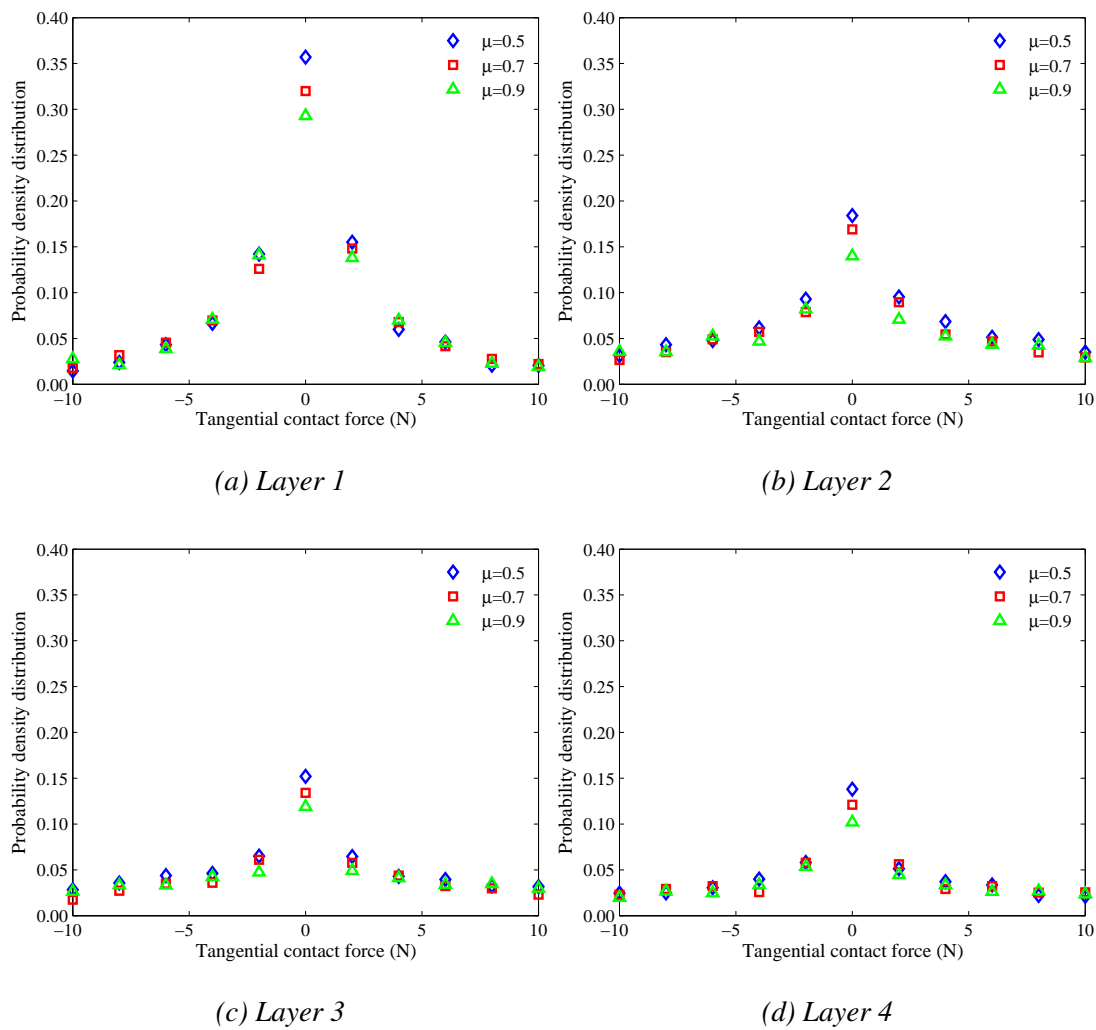 0.40
0.35
0.30
0.25
0.20
0.15
0.10
0.05
0.00
Probability density distribution
μ=0.5
μ=0.7
μ=0.9
−10 −5 0 5 10
Tangential contact force (N)
(a) Layer 1
0.40
0.35
0.30
0.25
0.20
0.15
0.10
0.05
0.00
Probability density distribution
μ=0.5
μ=0.7
μ=0.9
−10 −5 0 5 10
Tangential contact force (N)
(b) Layer 2
0.40
0.35
0.30
0.25
0.20
0.15
0.10
0.05
0.00
Probability density distribution
μ=0.5
μ=0.7
μ=0.9
−10 −5 0 5 10
Tangential contact force (N)
(c) Layer 3
0.40
0.35
0.30
0.25
0.20
0.15
0.10
0.05
0.00
Probability density distribution
μ=0.5
μ=0.7
μ=0.9
−10 −5 0 5 10
Tangential contact force (N)
(d) Layer 4